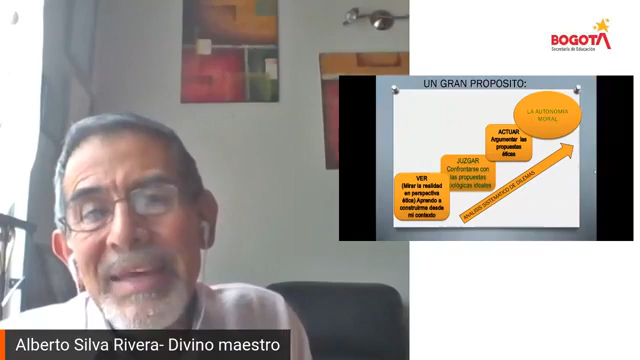 BOGOTÁ
Secretaría de Educación
UN GRAN PROPOSITO:
LA AUTONOMIA
MORAL
ACTUAR
Argumentar las
propuestas
éticas
JUZGAR
Confrontarse con
las propuestas
ideales
VER
(Mirar la realidad
en perspectiva
ética) Aprendo a
construirme desde
mi contexto
ANALISIS SISTEMATICO DE DILEMAS
Alberto Silva Rivera- Divino maestro